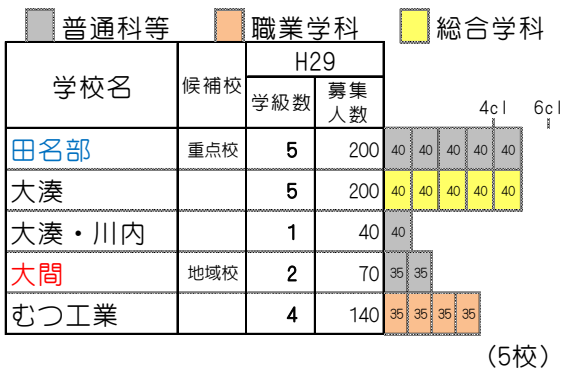 普通科等 職業学科 総合学科
学校名 候補校 H29
学級数 募集人数
4cl 6cl
田名部 重点校 5 200 40 40 40 40 40
大湊 5 200 40 40 40 40 40
大湊・川内 1 40 40
大間 地域校 2 70 35 35
むつ工業 4 140 35 35 35 35
(5校)